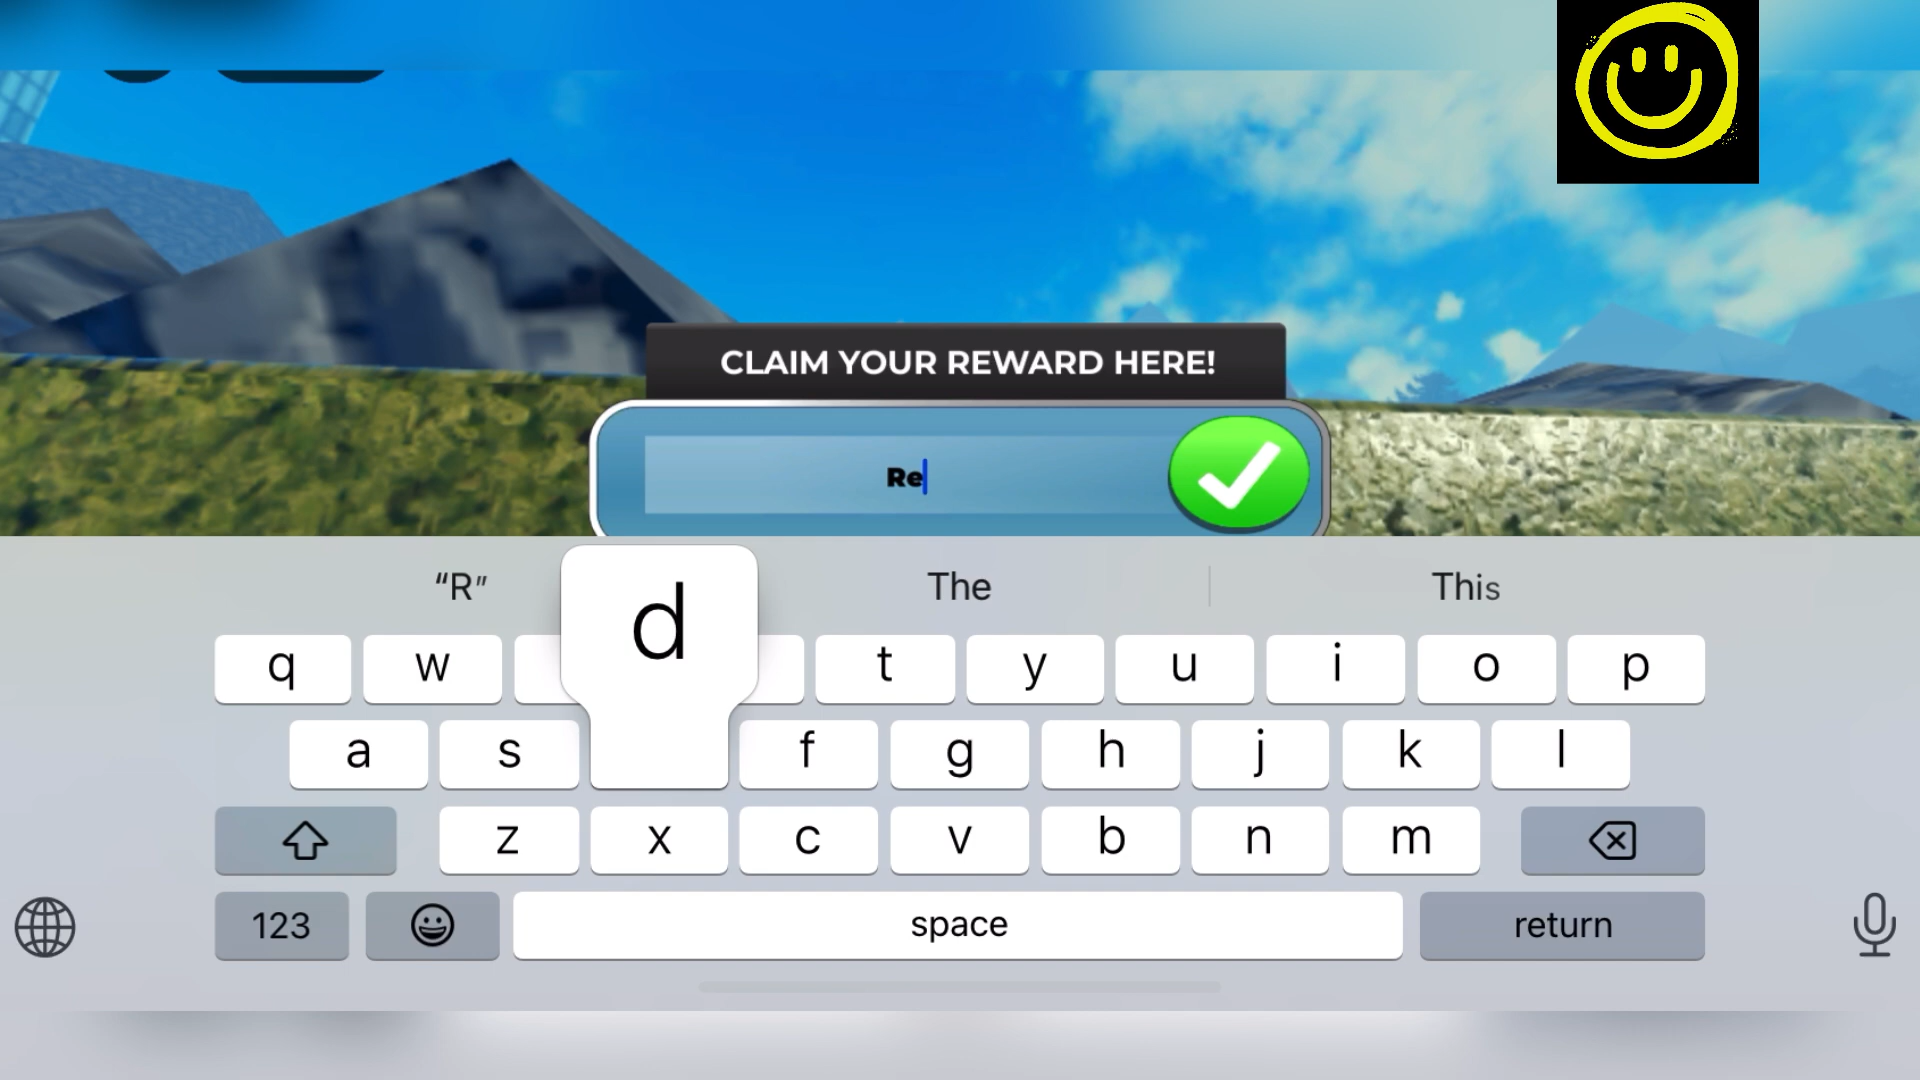 CLAIM YOUR REWARD HERE!
Re
“R” The This
d
q w t y u i o p
a s f g h j k l
z x c v b n m
123 space return